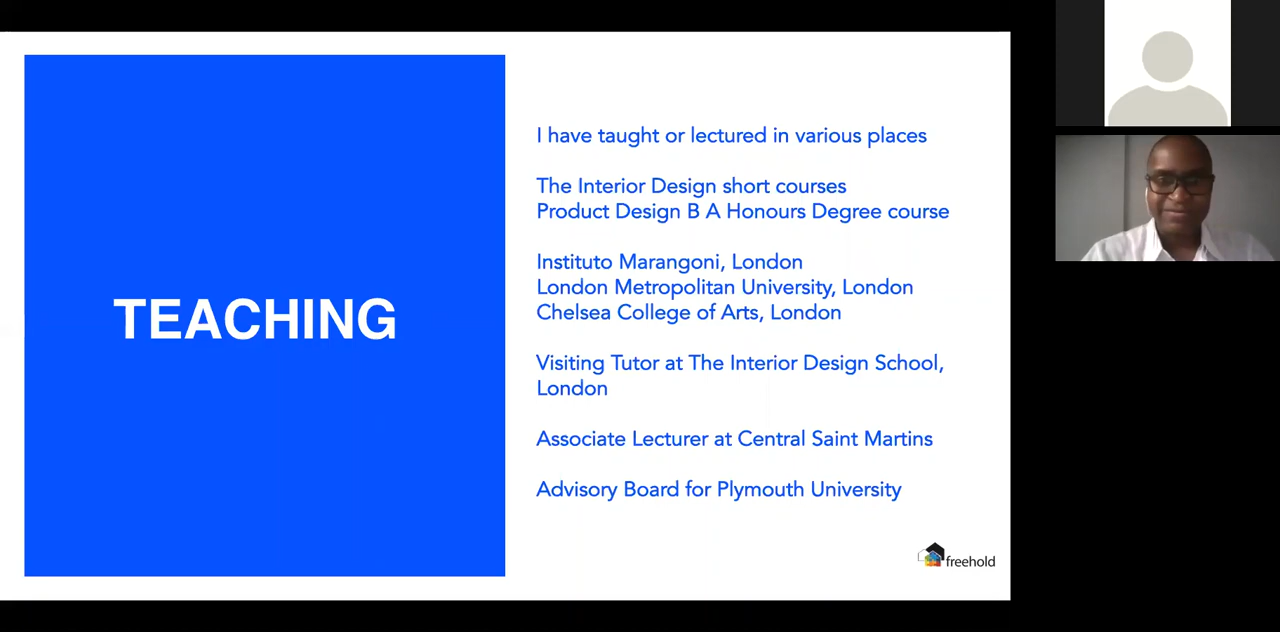 TEACHING
I have taught or lectured in various places
The Interior Design short courses
Product Design B A Honours Degree course
Instituto Marangoni, London
London Metropolitan University, London
Chelsea College of Arts, London
Visiting Tutor at The Interior Design School,
London
Associate Lecturer at Central Saint Martins
Advisory Board for Plymouth University
freehold